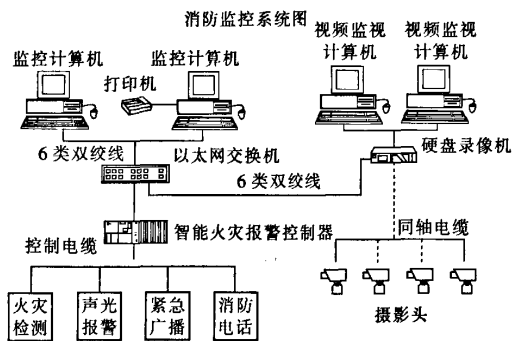 消防监控系统图
监控计算机
打印机
监控计算机
视频监视
计算机
视频监视
计算机
6类双绞线
以太网交换机
6类双绞线
硬盘录像机
控制电缆
智能火灾报警控制器
同轴电缆
火灾
检测
声光
报警
紧急
广播
消防
电话
摄影头